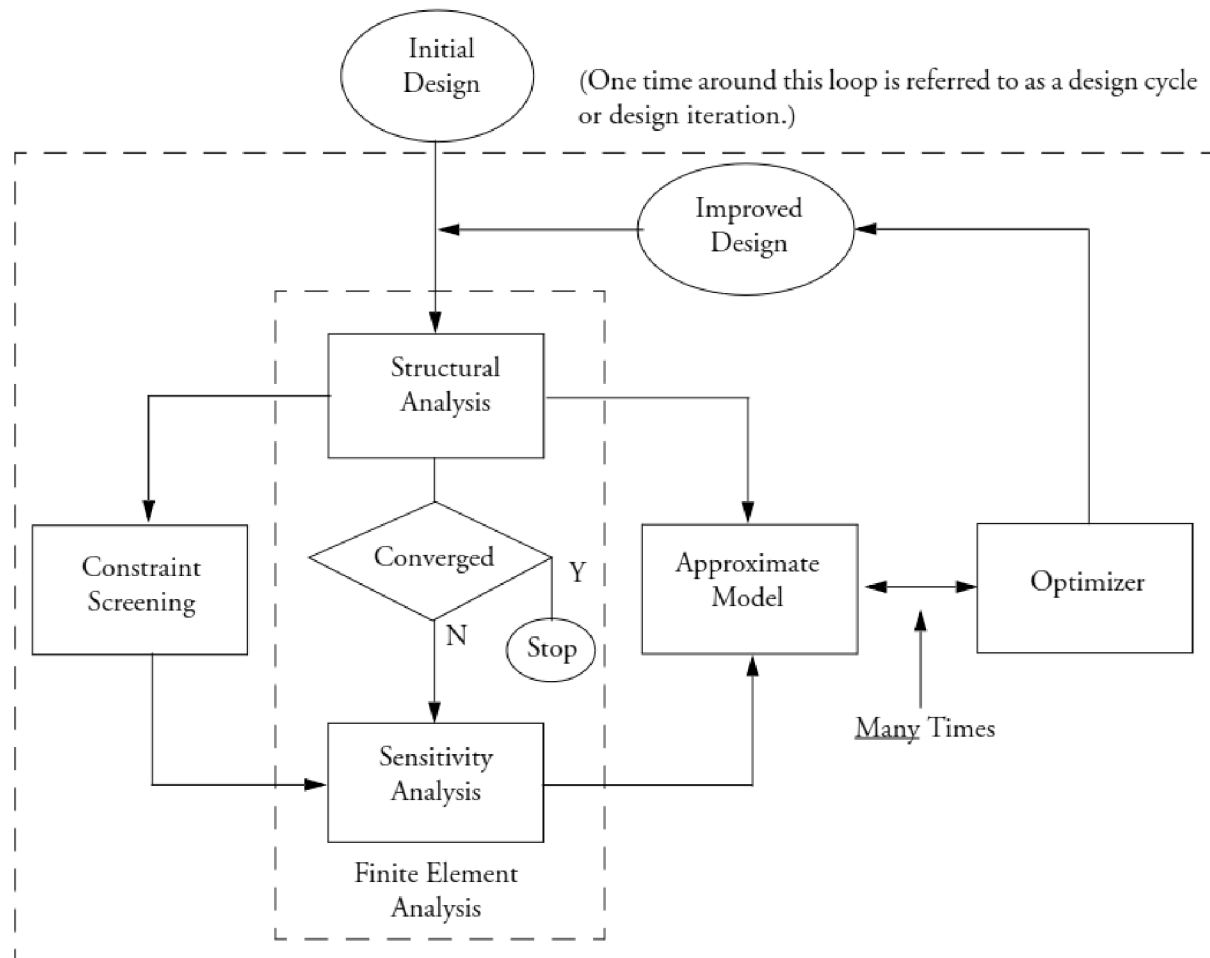 Initial
Design
(One time around this loop is referred to as a design cycle
or design iteration.)
Improved
Design
Structural
Analysis
Constraint
Screening
Converged
Y
N
Stop
Approximate
Model
Optimizer
Many Times
Sensitivity
Analysis
Finite Element
Analysis